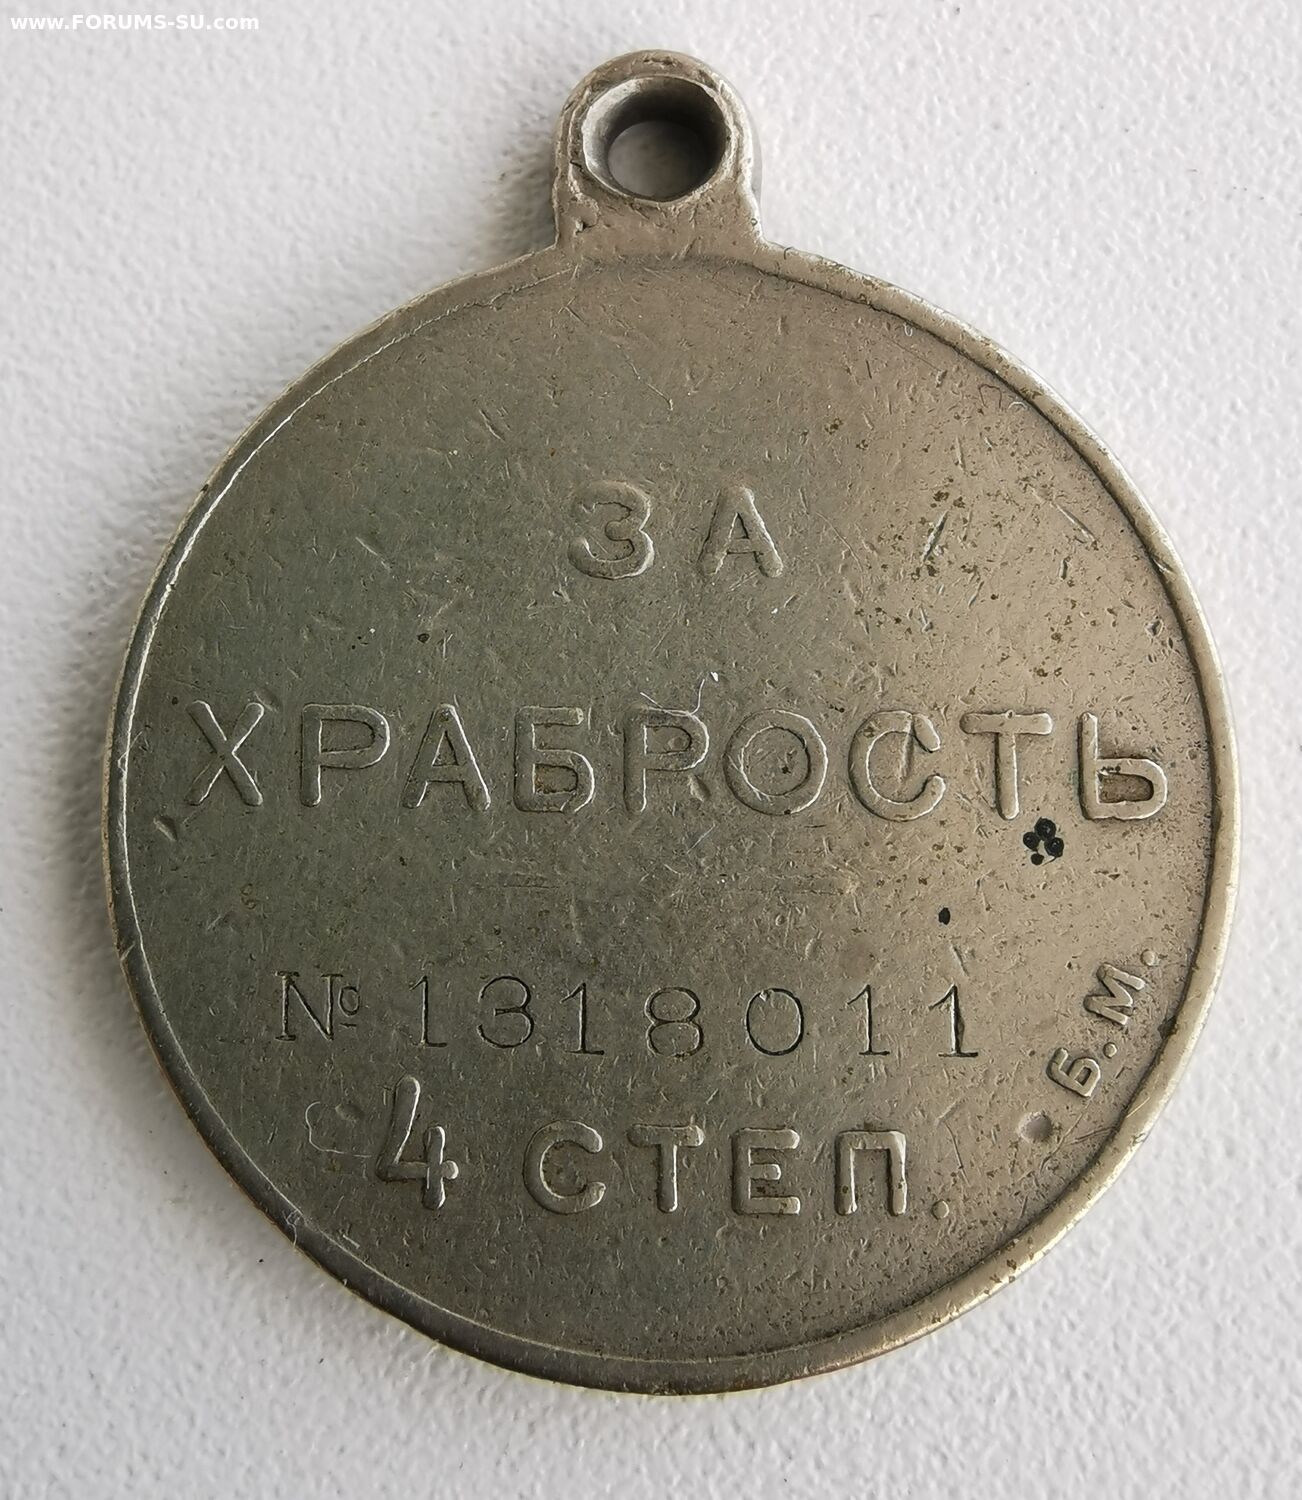 www.FORUMS-SU.com
ЗА
ХРАБРОСТЬ
№ 1318011
4 СТЕП.
Б.М.